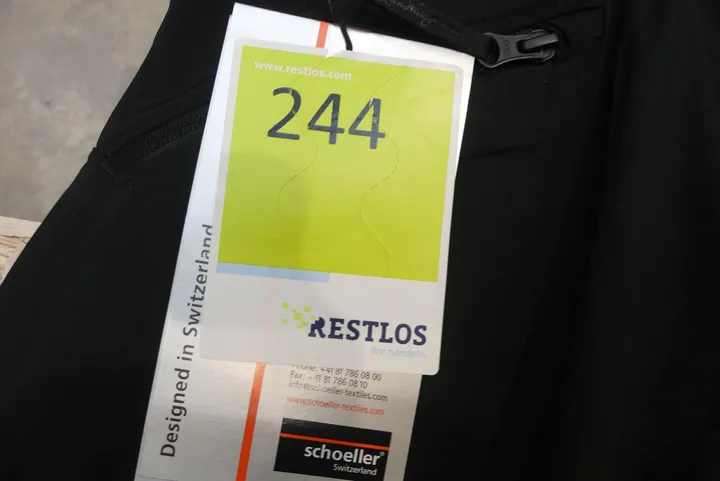 www.restlos.com
244
RESTLOS
Wir handeln.
Designed in Switzerland
Phone: +41 81 786 08 00
Fax: +41 81 786 08 10
info@schoeller-textiles.com
www.schoeller-textiles.com
schoeller®
Switzerland